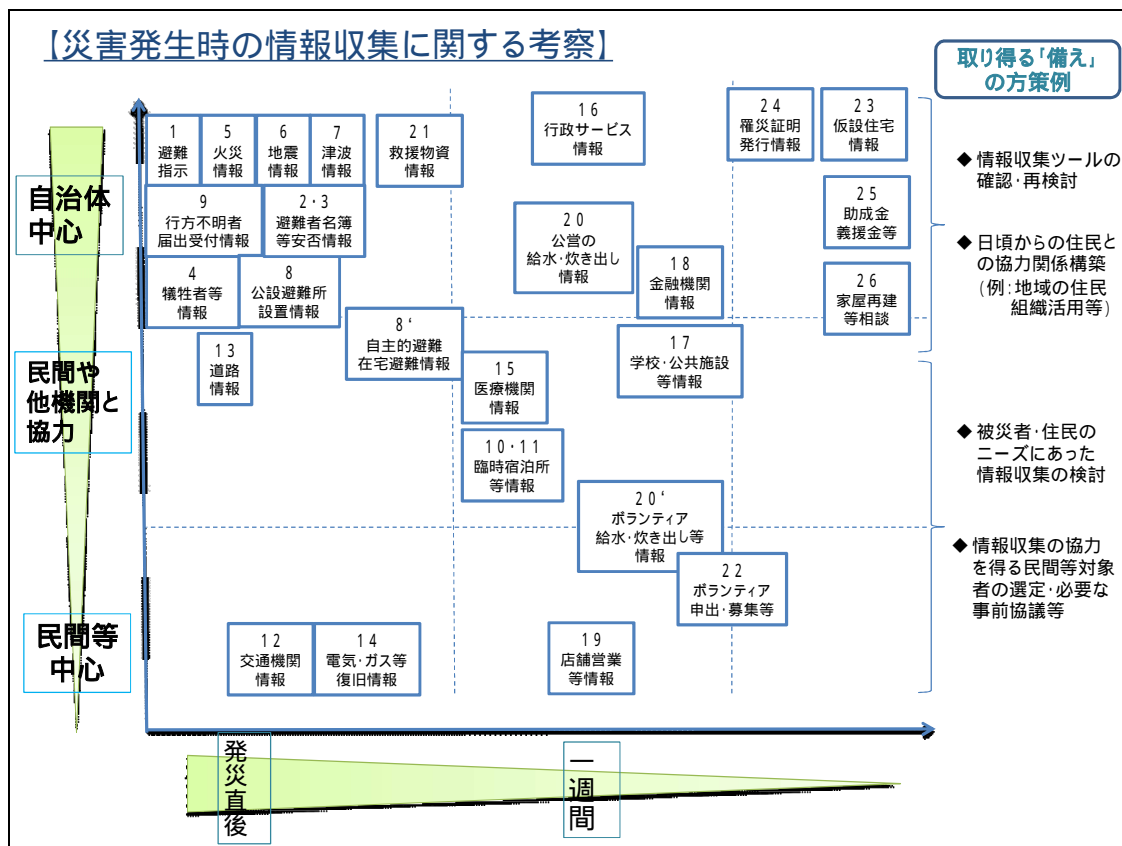 【災害発生時の情報収集に関する考察】
取り得る「備え」
の方策例
1
避難
指示
5
火災
情報
6
地震
情報
7
津波
情報
21
救援物資
情報
16
行政サービス
情報
24
罹災証明
発行情報
23
仮設住宅
情報
自治体
中心
9
行方不明者
届出受付情報
2・3
避難者名簿
等安否情報
20
公営の
給水・炊き出し
情報
25
助成金
義援金等
4
犠牲者等
情報
8
公設避難所
設置情報
18
金融機関
情報
26
家屋再建
等相談
8‘
自主的避難
在宅避難情報
民間や
他機関と
協力
13
道路
情報
15
医療機関
情報
17
学校・公共施設
等情報
10・11
臨時宿泊所
等情報
20‘
ボランティア
給水・炊き出し等
情報
22
ボランティア
申出・募集等
民間等
中心
12
交通機関
情報
14
電気・ガス等
復旧情報
19
店舗営業
等情報
◆情報収集ツールの
確認・再検討
◆日頃からの住民と
の協力関係構築
(例:地域の住民
組織活用等)
◆被災者・住民の
ニーズにあった
情報収集の検討
◆情報収集の協力
を得る民間等対象
者の選定・必要な
事前協議等
発災直後
一週間